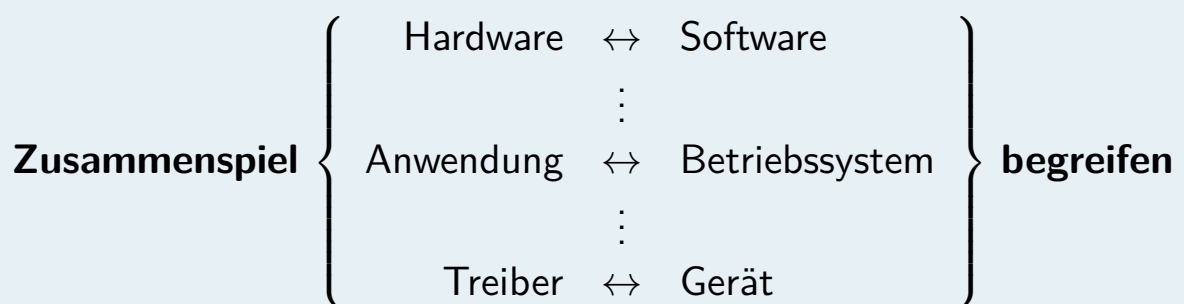 Hardware ↔ Software
⋮
Zusammenspiel { Anwendung ↔ Betriebssystem } begreifen
⋮
Treiber ↔ Gerät